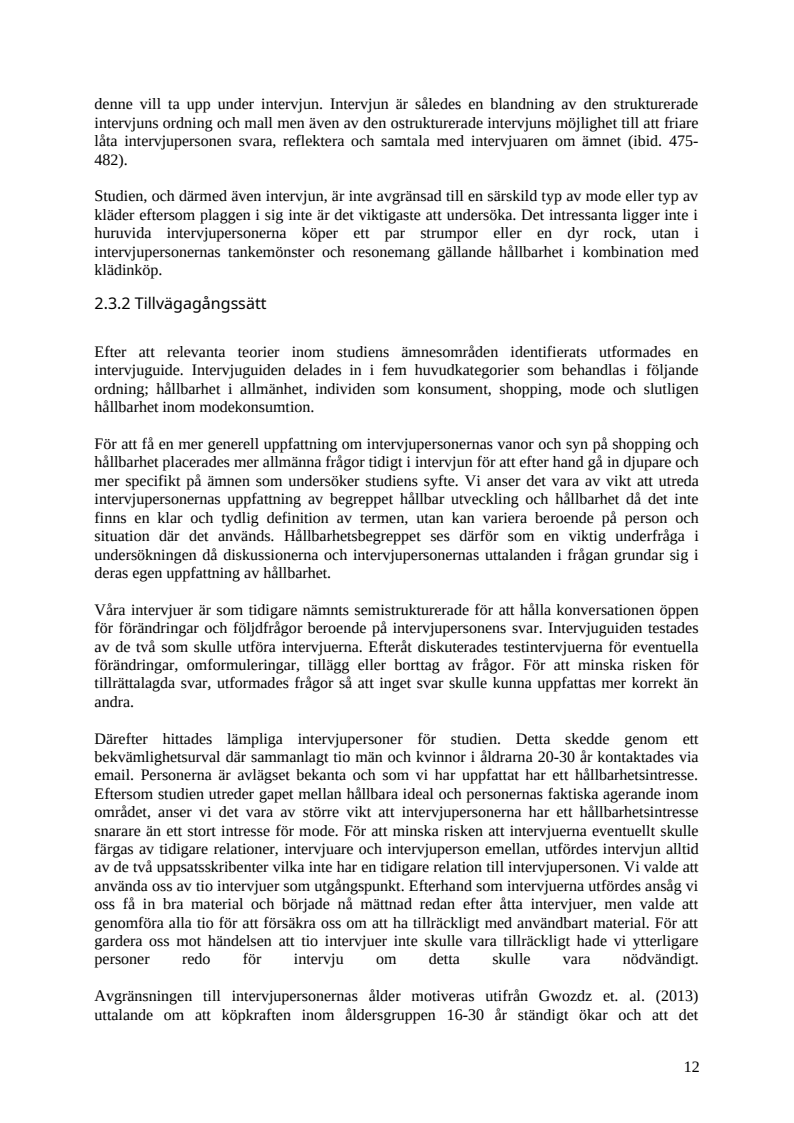 denne vill ta upp under intervjun. Intervjun är således en blandning av den strukturerade
intervjuns ordning och mall men även av den ostrukturerade intervjuns möjlighet till att friare
låta intervjupersonen svara, reflektera och samtala med intervjuaren om ämnet (ibid. 475-
482).
Studien, och därmed även intervjun, är inte avgränsad till en särskild typ av mode eller typ av
kläder eftersom plaggen i sig inte är det viktigaste att undersöka. Det intressanta ligger inte i
huruvida intervjupersonerna köper ett par strumpor eller en dyr rock, utan i
intervjupersonernas tankemönster och resonemang gällande hållbarhet i kombination med
klädinköp.
2.3.2 Tillvägagångssätt
Efter att relevanta teorier inom studiens ämnesområden identifierats utformades en
intervjuguide. Intervjuguiden delades in i fem huvudkategorier som behandlas i följande
ordning; hållbarhet i allmänhet, individen som konsument, shopping, mode och slutligen
hållbarhet inom modekonsumtion.
För att få en mer generell uppfattning om intervjupersonernas vanor och syn på shopping och
hållbarhet placerades mer allmänna frågor tidigt i intervjun för att efter hand gå in djupare och
mer specifikt på ämnen som undersöker studiens syfte. Vi anser det vara av vikt att utreda
intervjupersonernas uppfattning av begreppet hållbar utveckling och hållbarhet då det inte
finns en klar och tydlig definition av termen, utan kan variera beroende på person och
situation där det används. Hållbarhetsbegreppet ses därför som en viktig underfråga i
undersökningen då diskussionerna och intervjupersonernas uttalanden i frågan grundar sig i
deras egen uppfattning av hållbarhet.
Våra intervjuer är som tidigare nämnts semistrukturerade för att hålla konversationen öppen
för förändringar och följdfrågor beroende på intervjupersonens svar. Intervjuguiden testades
av de två som skulle utföra intervjuerna. Efteråt diskuterades testintervjuerna för eventuella
förändringar, omformuleringar, tillägg eller borttag av frågor. För att minska risken för
tillrättalagda svar, utformades frågor så att inget svar skulle kunna uppfattas mer korrekt än
andra.
Därefter hittades lämpliga intervjupersoner för studien. Detta skedde genom ett
bekvämlighetsurval där sammanlagt tio män och kvinnor i åldrarna 20-30 år kontaktades via
email. Personerna är avlägset bekanta och som vi har uppfattat har ett hållbarhetsintresse.
Eftersom studien utreder gapet mellan hållbara ideal och personernas faktiska agerande inom
området, anser vi det vara av större vikt att intervjupersonerna har ett hållbarhetsintresse
snarare än ett stort intresse för mode. För att minska risken att intervjuerna eventuellt skulle
färgas av tidigare relationer, intervjuare och intervjuperson emellan, utfördes intervjun alltid
av de två uppsatsskribenter vilka inte har en tidigare relation till intervjupersonen. Vi valde att
använda oss av tio intervjuer som utgångspunkt. Efterhand som intervjuerna utfördes ansåg vi
oss få in bra material och började nå mättnad redan efter åtta intervjuer, men valde att
genomföra alla tio för att försäkra oss om att ha tillräckligt med användbart material. För att
gardera oss mot händelsen att tio intervjuer inte skulle vara tillräckligt hade vi ytterligare
personer redo för intervju om detta skulle vara nödvändigt.
Avgränsningen till intervjupersonernas ålder motiveras utifrån Gwozdz et. al. (2013)
uttalande om att köpkraften inom åldersgruppen 16-30 år ständigt ökar och att det
12